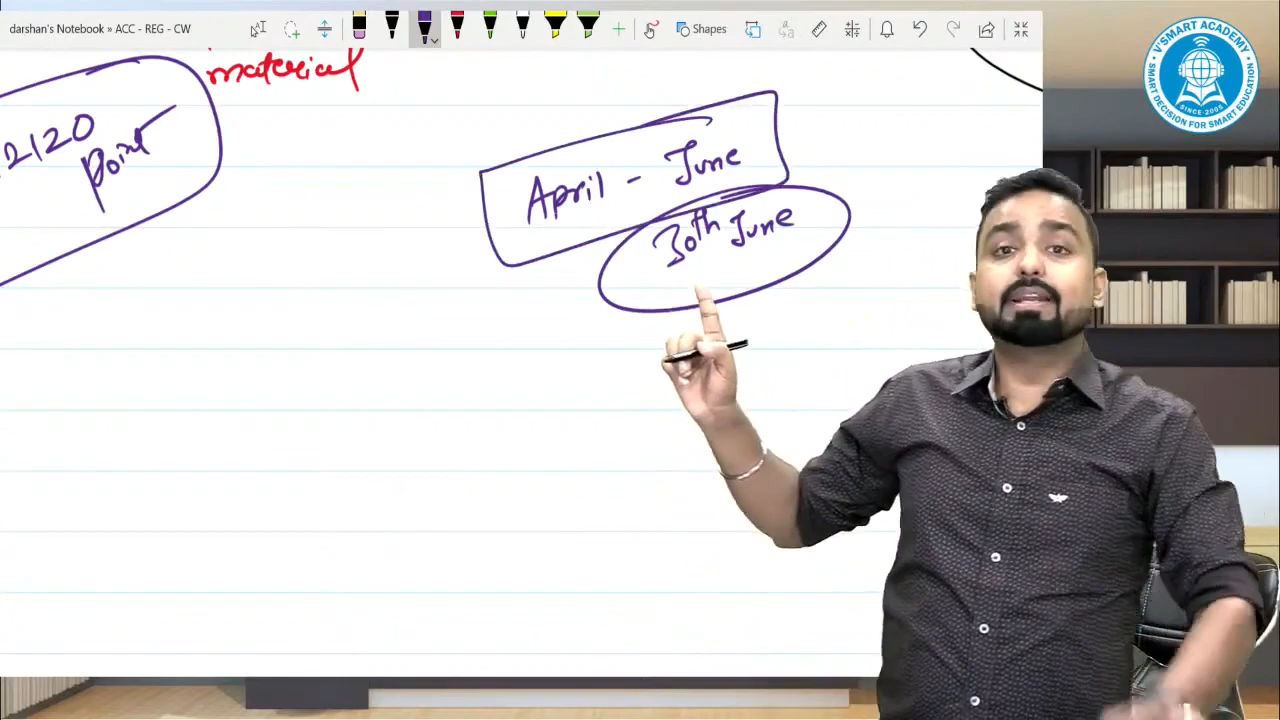 darshan's Notebook » ACC - REG - CW
Shapes
material
2120
Point
April - June
30th June
V'SMART ACADEMY
SMART DECISION FOR SMART EDUCATION
SINCE-2005